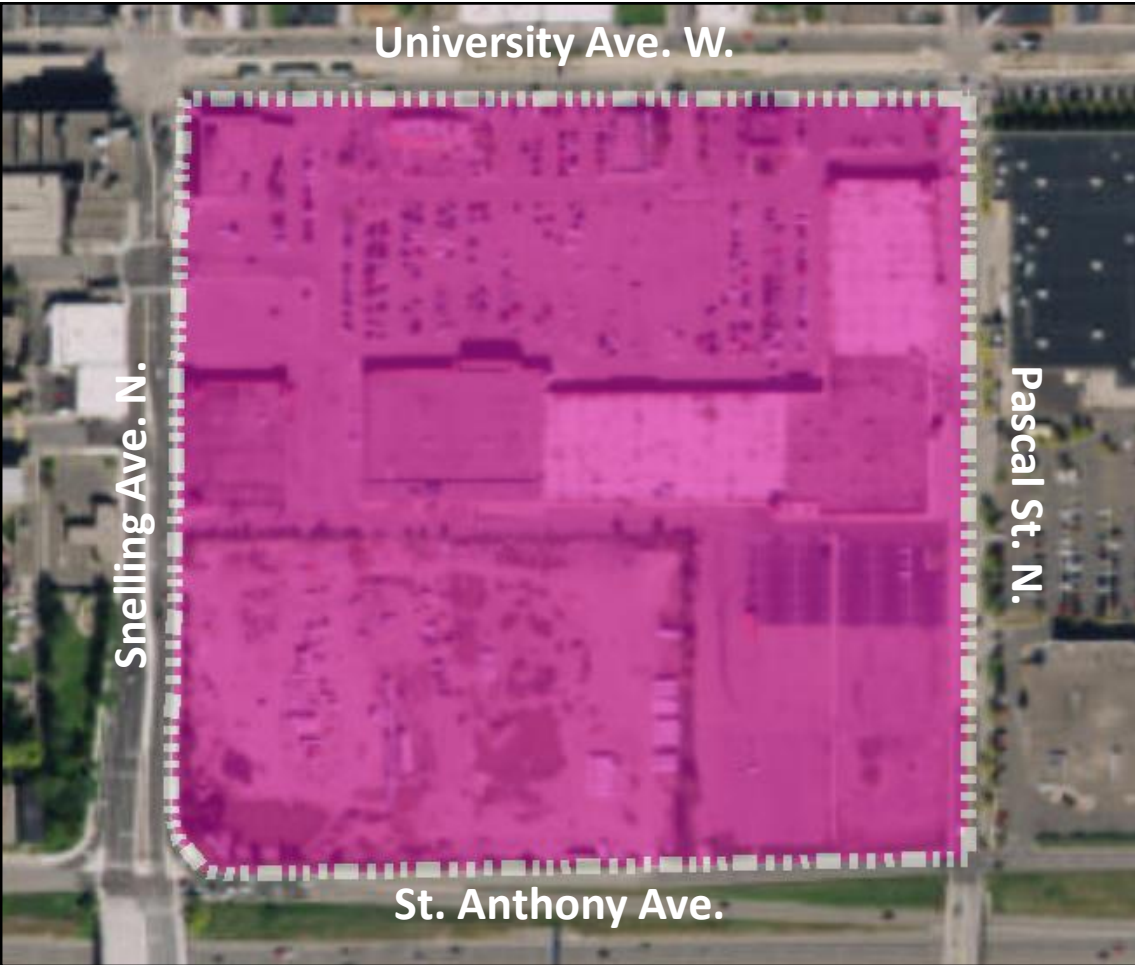 University Ave. W.
Snelling Ave. N.
Pascal St. N.
St. Anthony Ave.